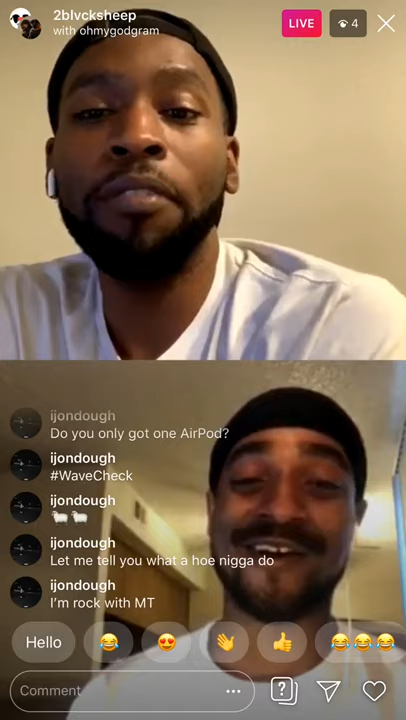 2blvcksheep
with ohmygodgram
LIVE
4
ijondough
Do you only got one AirPod?
ijondough
#WaveCheck
ijondough
🐑🐑
ijondough
Let me tell you what a hoe nigga do
ijondough
I'm rock with MT
Hello
😂
😍
👋
👍
😂😂😂
Comment